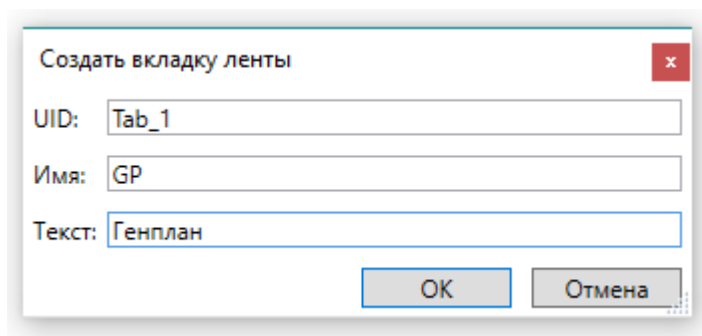 Создать вкладку ленты x
UID: Tab_1
Имя: GP
Текст: Генплан
OK Отмена